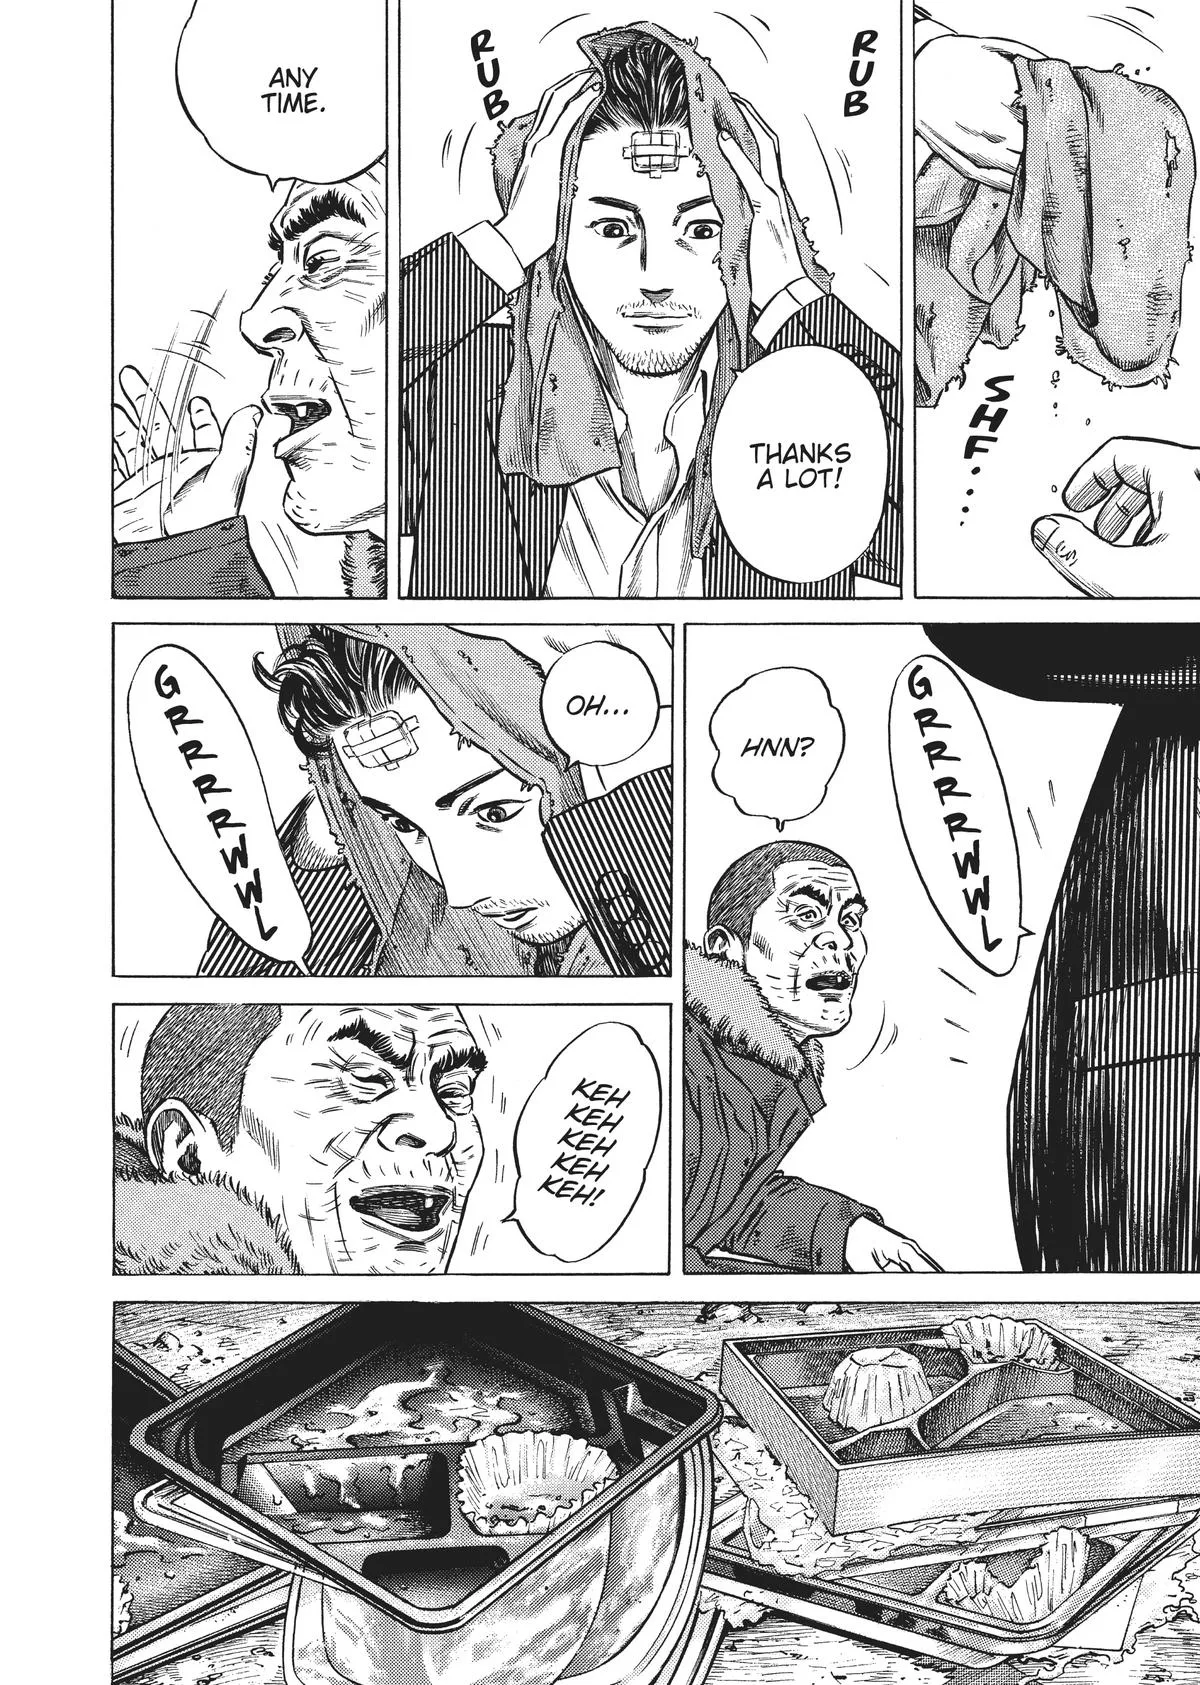 SHF...
RUB
RUB
THANKS
A LOT!
ANY
TIME.
GRRRRWWL
HNN?
OH...
GRRRRWWL
KEH
KEH
KEH
KEH
KEH!